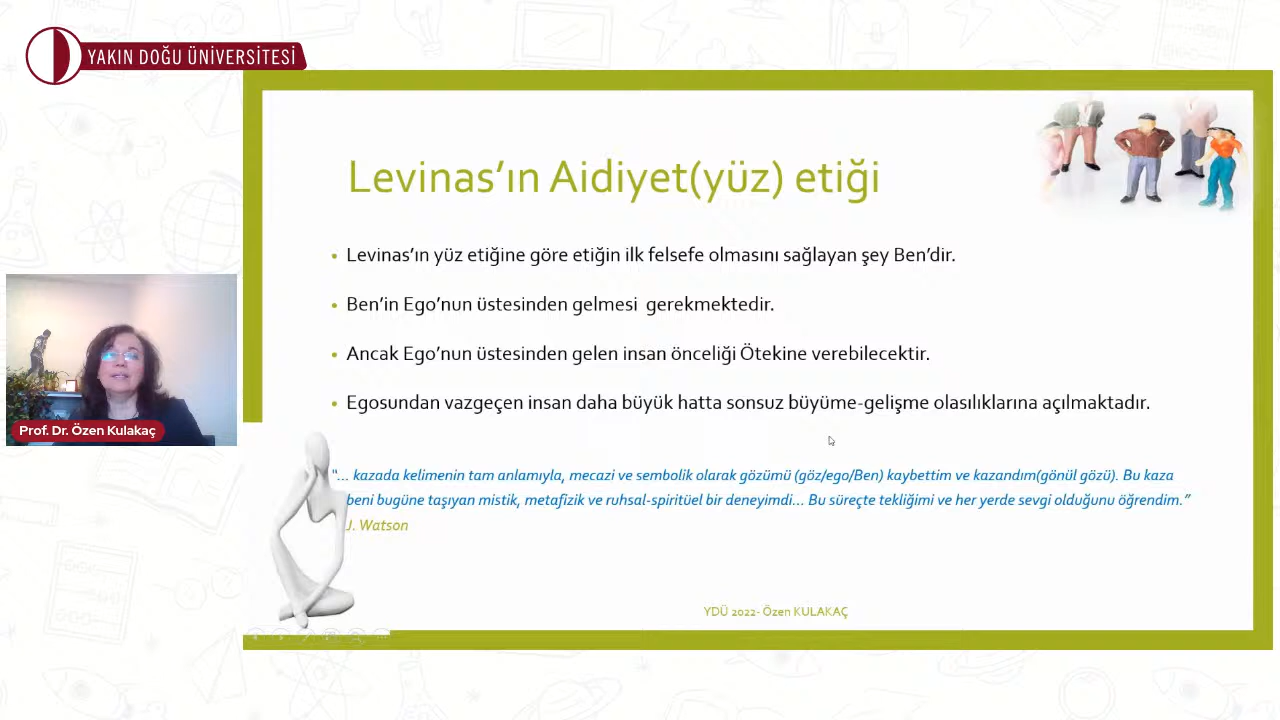 YAKIN DOĞU ÜNİVERSİTESİ
Levinas’ın Aidiyet(yüz) etiği
• Levinas’ın yüz etiğine göre etiğin ilk felsefe olmasını sağlayan şey Ben’dir.
• Ben’in Ego’nun üstesinden gelmesi gerekmektedir.
• Ancak Ego’nun üstesinden gelen insan önceliği Ötekine verebilecektir.
• Egosundan vazgeçen insan daha büyük hatta sonsuz büyüme-gelişme olasılıklarına açılmaktadır.
Prof. Dr. Özen Kulakaç
“... kazada kelimenin tam anlamıyla, mecazi ve sembolik olarak gözümü (göz/ego/Ben) kaybettim ve kazandım(gönül gözü). Bu kaza
beni bugüne taşıyan mistik, metafizik ve ruhsal-spiritüel bir deneyimdi... Bu süreçte tekliğimi ve her yerde sevgi olduğunu öğrendim.”
J. Watson
YDÜ 2022- Özen KULAKAÇ